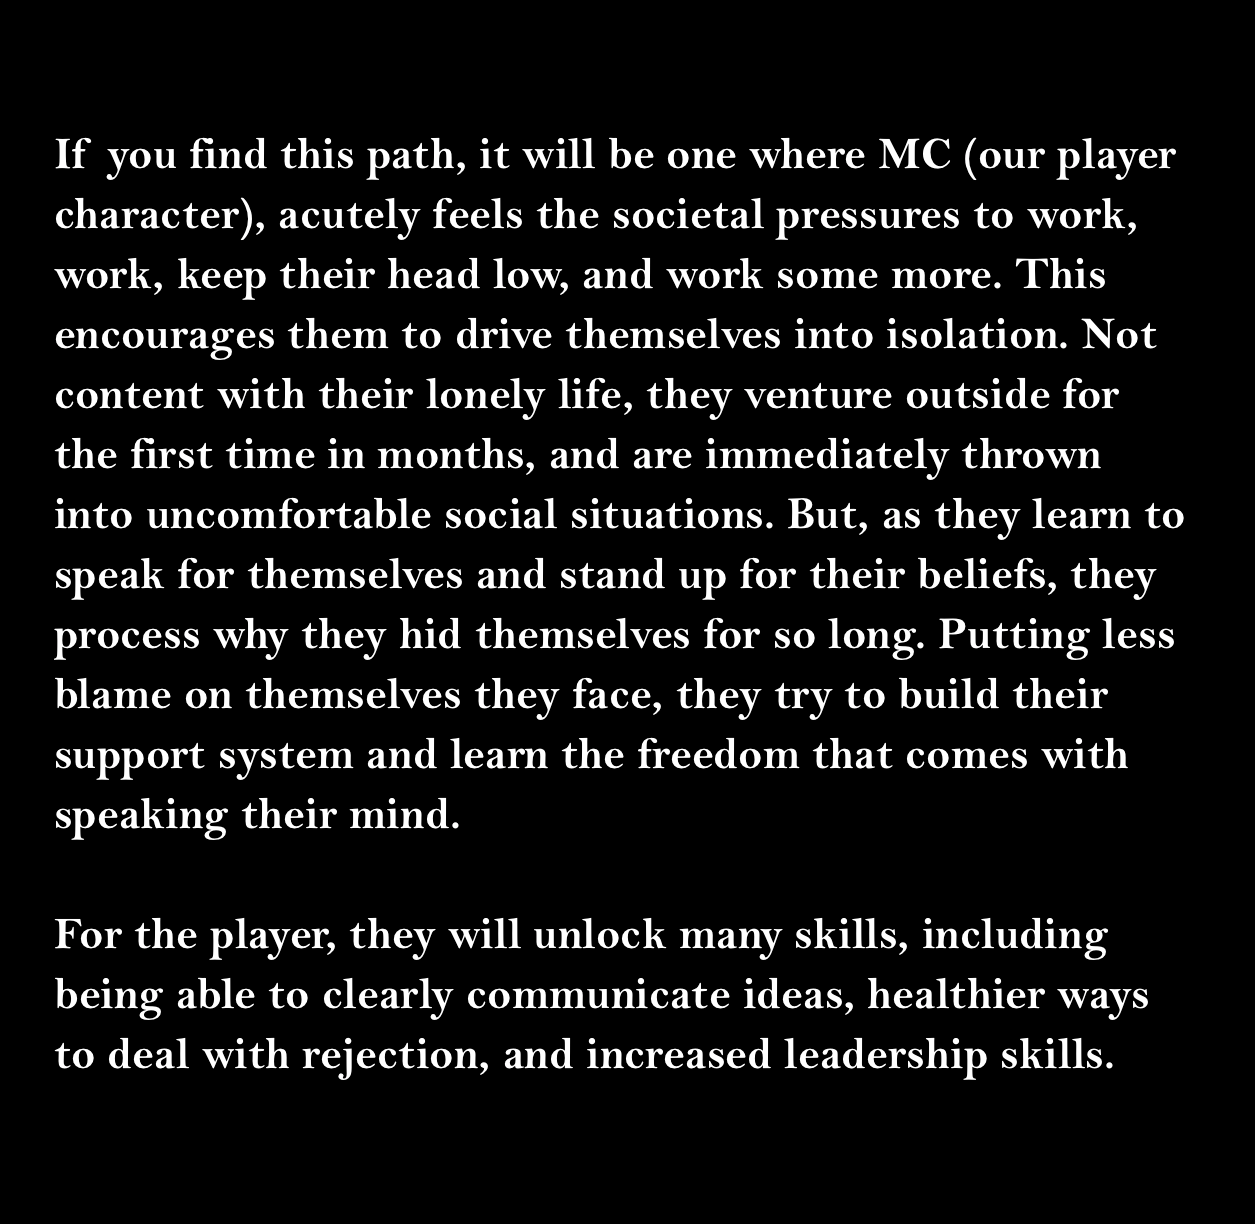 If you find this path, it will be one where MC (our player
character), acutely feels the societal pressures to work,
work, keep their head low, and work some more. This
encourages them to drive themselves into isolation. Not
content with their lonely life, they venture outside for
the first time in months, and are immediately thrown
into uncomfortable social situations. But, as they learn to
speak for themselves and stand up for their beliefs, they
process why they hid themselves for so long. Putting less
blame on themselves they face, they try to build their
support system and learn the freedom that comes with
speaking their mind.
For the player, they will unlock many skills, including
being able to clearly communicate ideas, healthier ways
to deal with rejection, and increased leadership skills.